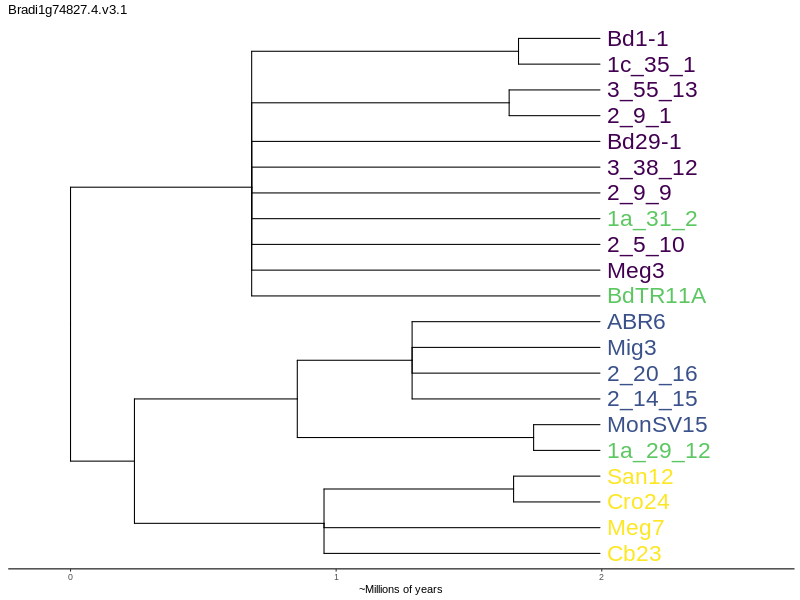 Bradi1g74827.4.v3.1
Bd1-1
1c_35_1
3_55_13
2_9_1
Bd29-1
3_38_12
2_9_9
1a_31_2
2_5_10
Meg3
BdTR11A
ABR6
Mig3
2_20_16
2_14_15
MonSV15
1a_29_12
San12
Cro24
Meg7
Cb23
0 1 2
~Millions of years